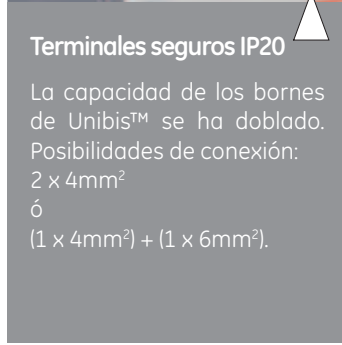 Terminales seguros IP20
La capacidad de los bornes
de Unibis™ se ha doblado.
Posibilidades de conexión:
2 x 4mm²
ó
(1 x 4mm²) + (1 x 6mm²).